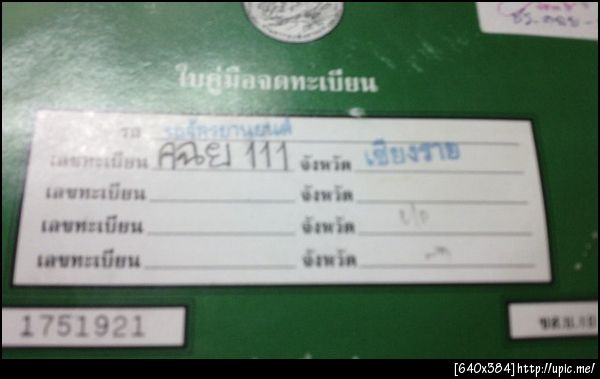 ใบคู่มือจดทะเบียน
รถ รถจักรยานยนต์
เลขทะเบียน 111 จังหวัด เชียงราย
เลขทะเบียน จังหวัด
เลขทะเบียน จังหวัด
เลขทะเบียน จังหวัด
1751921
[640x384]http://upic.me/